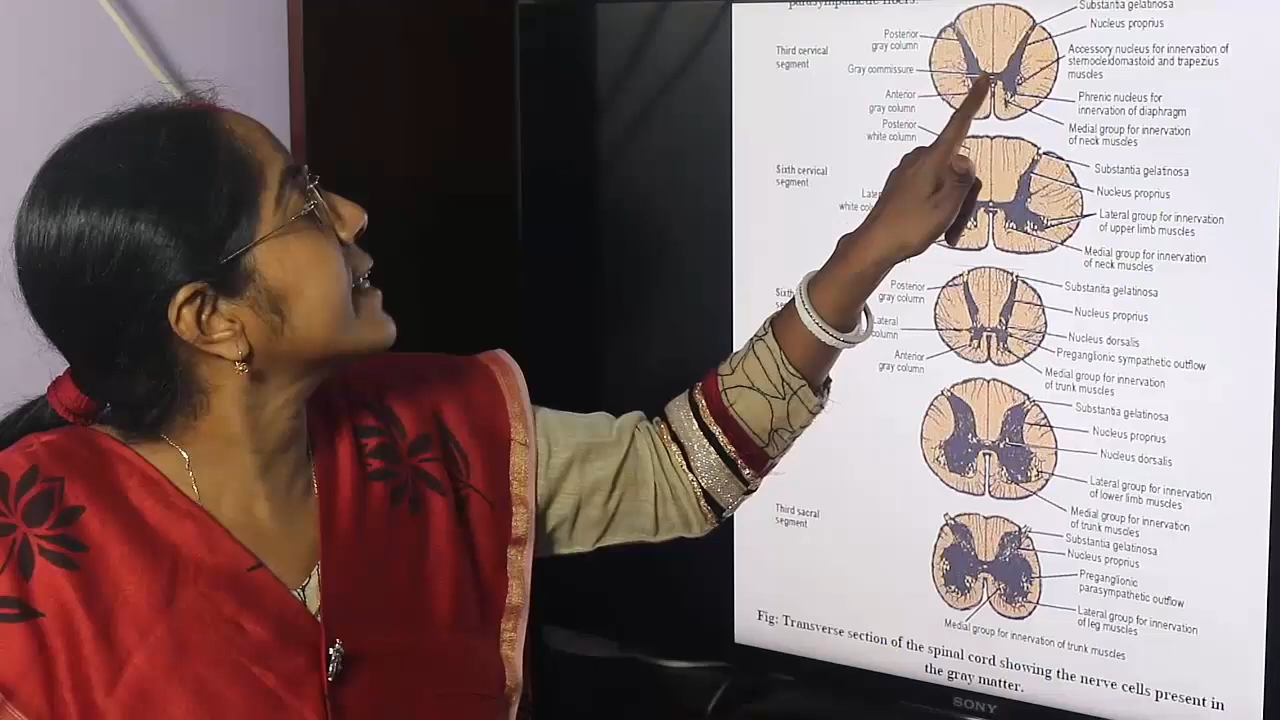 parasympathetic fibers.
Substantia gelatinosa
Nucleus proprius
Posterior
gray column
Third cervical
segment
Accessory nucleus for innervation of
sternocleidomastoid and trapezius
muscles
Gray commissure
Anterior
gray column
Phrenic nucleus for
innervation of diaphragm
Medial group for innervation
of neck muscles
Posterior
white column
Sixth cervical
segment
Substantia gelatinosa
Nucleus proprius
white
Lateral group for innervation
of upper limb muscles
Medial group for innervation
of neck muscles
Posterior
gray column
Substanita gelatinosa
Sixth
Nucleus proprius
Lateral
column
Nucleus dorsalis
Preganglionic sympathetic outflow
Anterior
gray column
Medial group for innervation
of trunk muscles
Substantia gelatinosa
Nucleus proprius
Nucleus dorsalis
Lateral group for innervation
of lower limb muscles
Medial group for innervation
of trunk muscles
Third sacral
segment
Substantia gelatinosa
Nucleus proprius
Preganglionic
parasympathetic outflow
Lateral group for innervation
of leg muscles
Medial group for innervation of trunk muscles
Fig: Transverse section of the spinal cord showing the nerve cells present in
the gray matter.
SONY